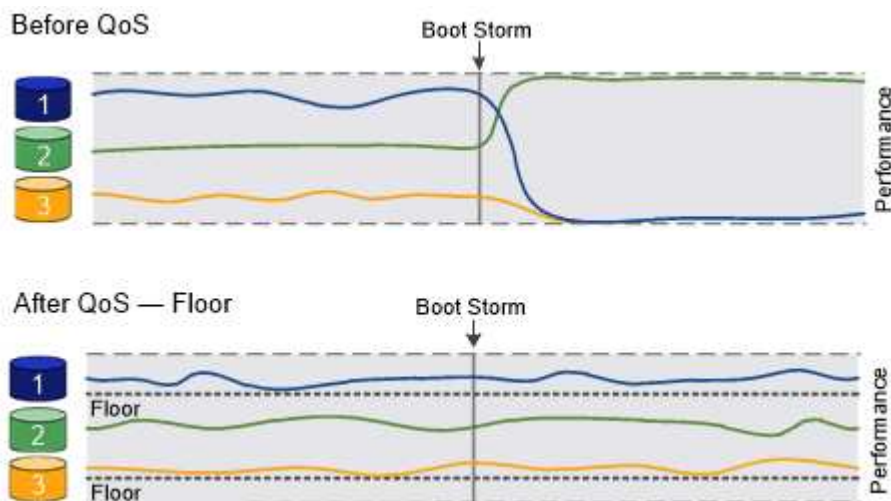 Before QoS
Boot Storm
1
2
3
Performance
After QoS — Floor
Boot Storm
1
Floor
2
3
Floor
Performance